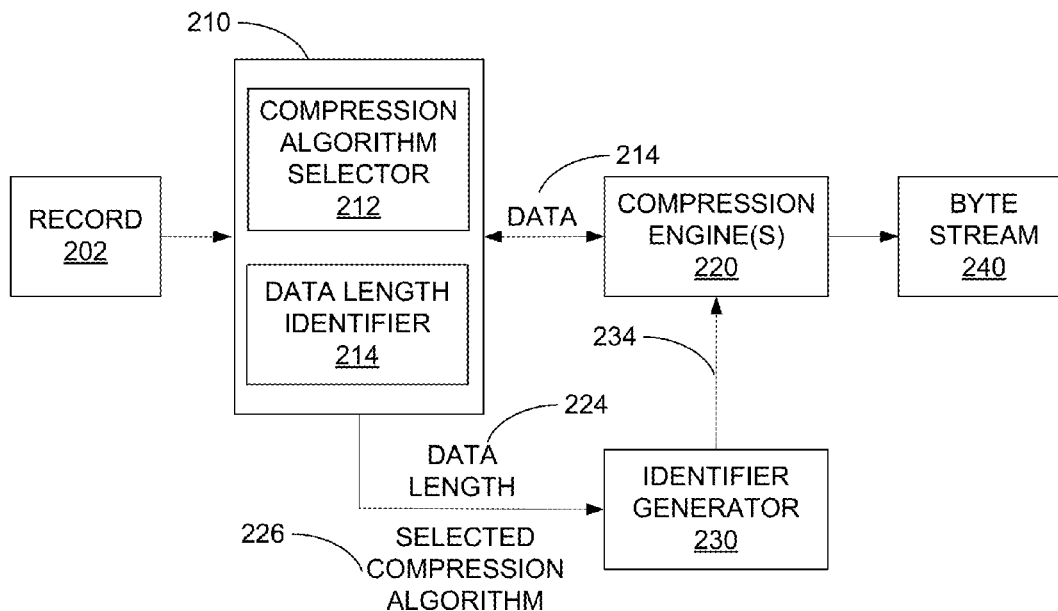 210
COMPRESSION
ALGORITHM
SELECTOR
212
214
RECORD
202
DATA
COMPRESSION
ENGINE(S)
220
BYTE
STREAM
240
DATA LENGTH
IDENTIFIER
214
234
224
DATA
LENGTH
IDENTIFIER
GENERATOR
230
226
SELECTED
COMPRESSION
ALGORITHM